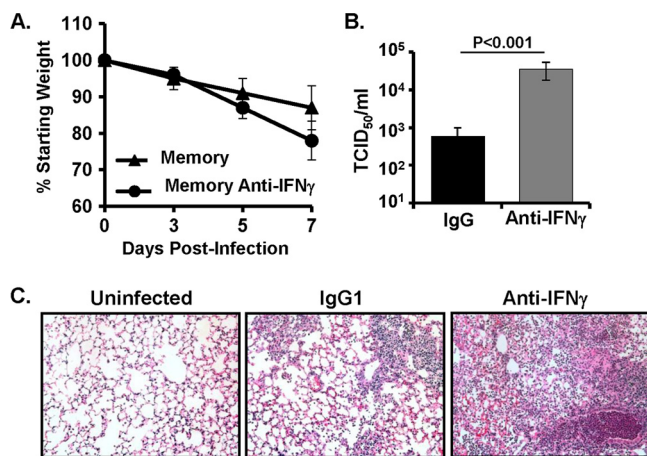 A.
% Starting Weight
100
90
80
70
60
Memory
Memory Anti-IFNγ
0
3
5
7
Days Post-Infection
B.
P<0.001
TCID50/ml
10⁵
10⁴
10³
10²
10¹
IgG
Anti-IFNγ
C.
Uninfected
IgG1
Anti-IFNγ